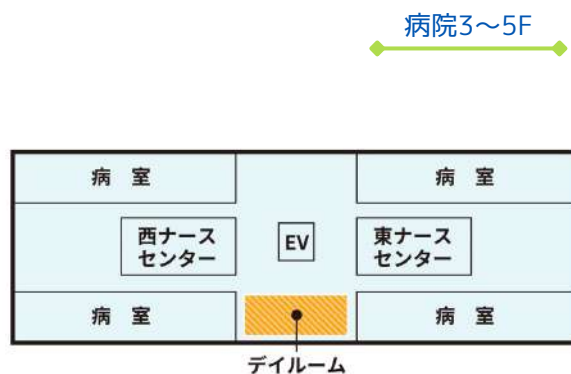 病院3〜5F
病 室
病 室
西ナース
センター
EV
東ナース
センター
病 室
病 室
デイルーム